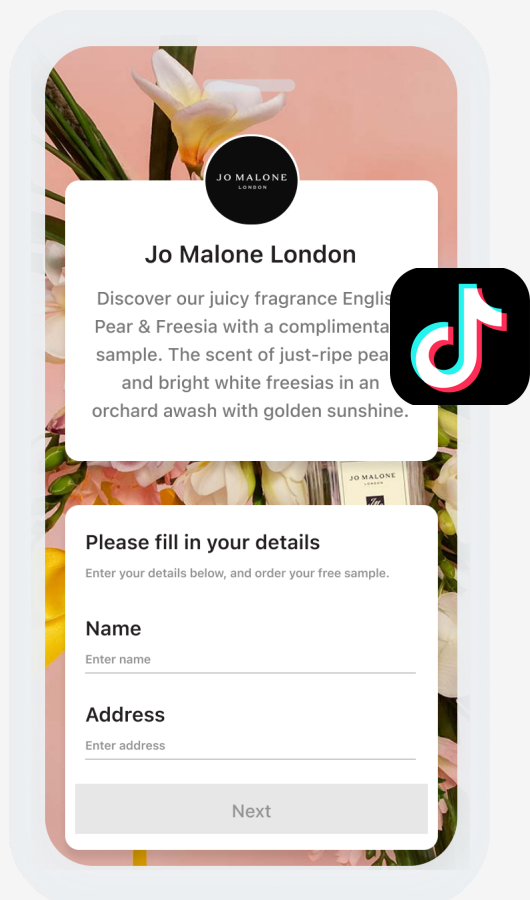 JO MALONE
LONDON
Jo Malone London
Discover our juicy fragrance Englis
Pear & Freesia with a complimenta
sample. The scent of just-ripe pea
and bright white freesias in an
orchard awash with golden sunshine.
JO MALONE
LONDON
Please fill in your details
Enter your details below, and order your free sample.
Name
Enter name
Address
Enter address
Next